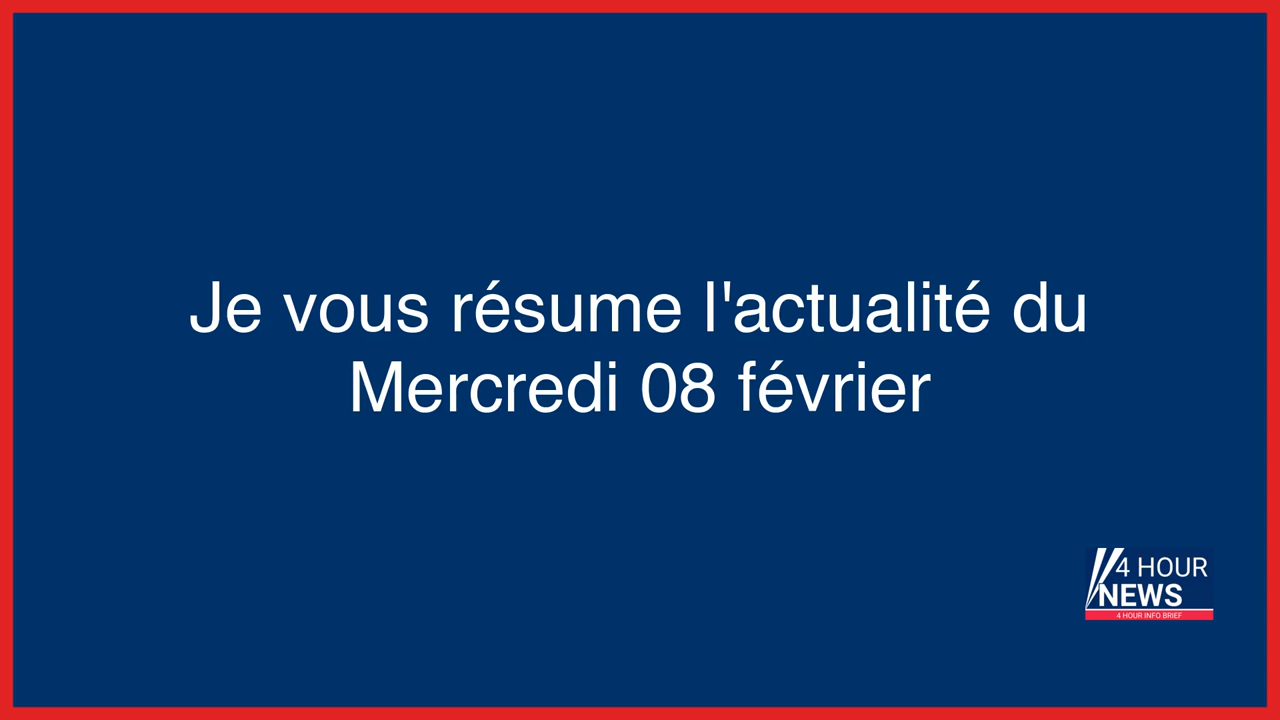 Je vous résume l'actualité du
Mercredi 08 février
4 HOUR
NEWS
4 HOUR INFO BRIEF